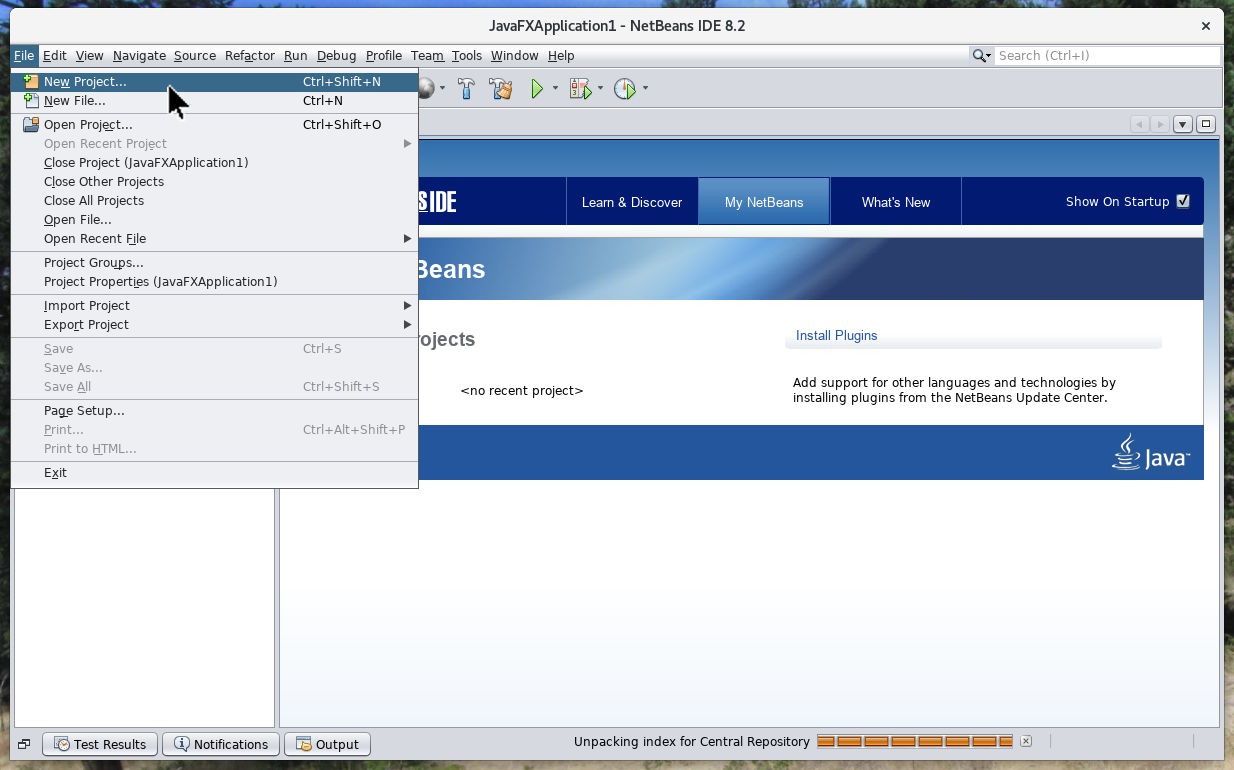 JavaFXApplication1 - NetBeans IDE 8.2
File Edit View Navigate Source Refactor Run Debug Profile Team Tools Window Help
Search (Ctrl+I)
New Project... Ctrl+Shift+N
New File... Ctrl+N
Open Project... Ctrl+Shift+O
Open Recent Project
Close Project (JavaFXApplication1)
Close Other Projects
Close All Projects
Open File...
Open Recent File
Project Groups...
Project Properties (JavaFXApplication1)
Import Project
Export Project
Save Ctrl+S
Save As...
Save All Ctrl+Shift+S
Page Setup...
Print... Ctrl+Alt+Shift+P
Print to HTML...
Exit
IDE
Learn & Discover
My NetBeans
What's New
Show On Startup
Beans
ojects
<no recent project>
Install Plugins
Add support for other languages and technologies by
installing plugins from the NetBeans Update Center.
Java
Test Results
Notifications
Output
Unpacking index for Central Repository